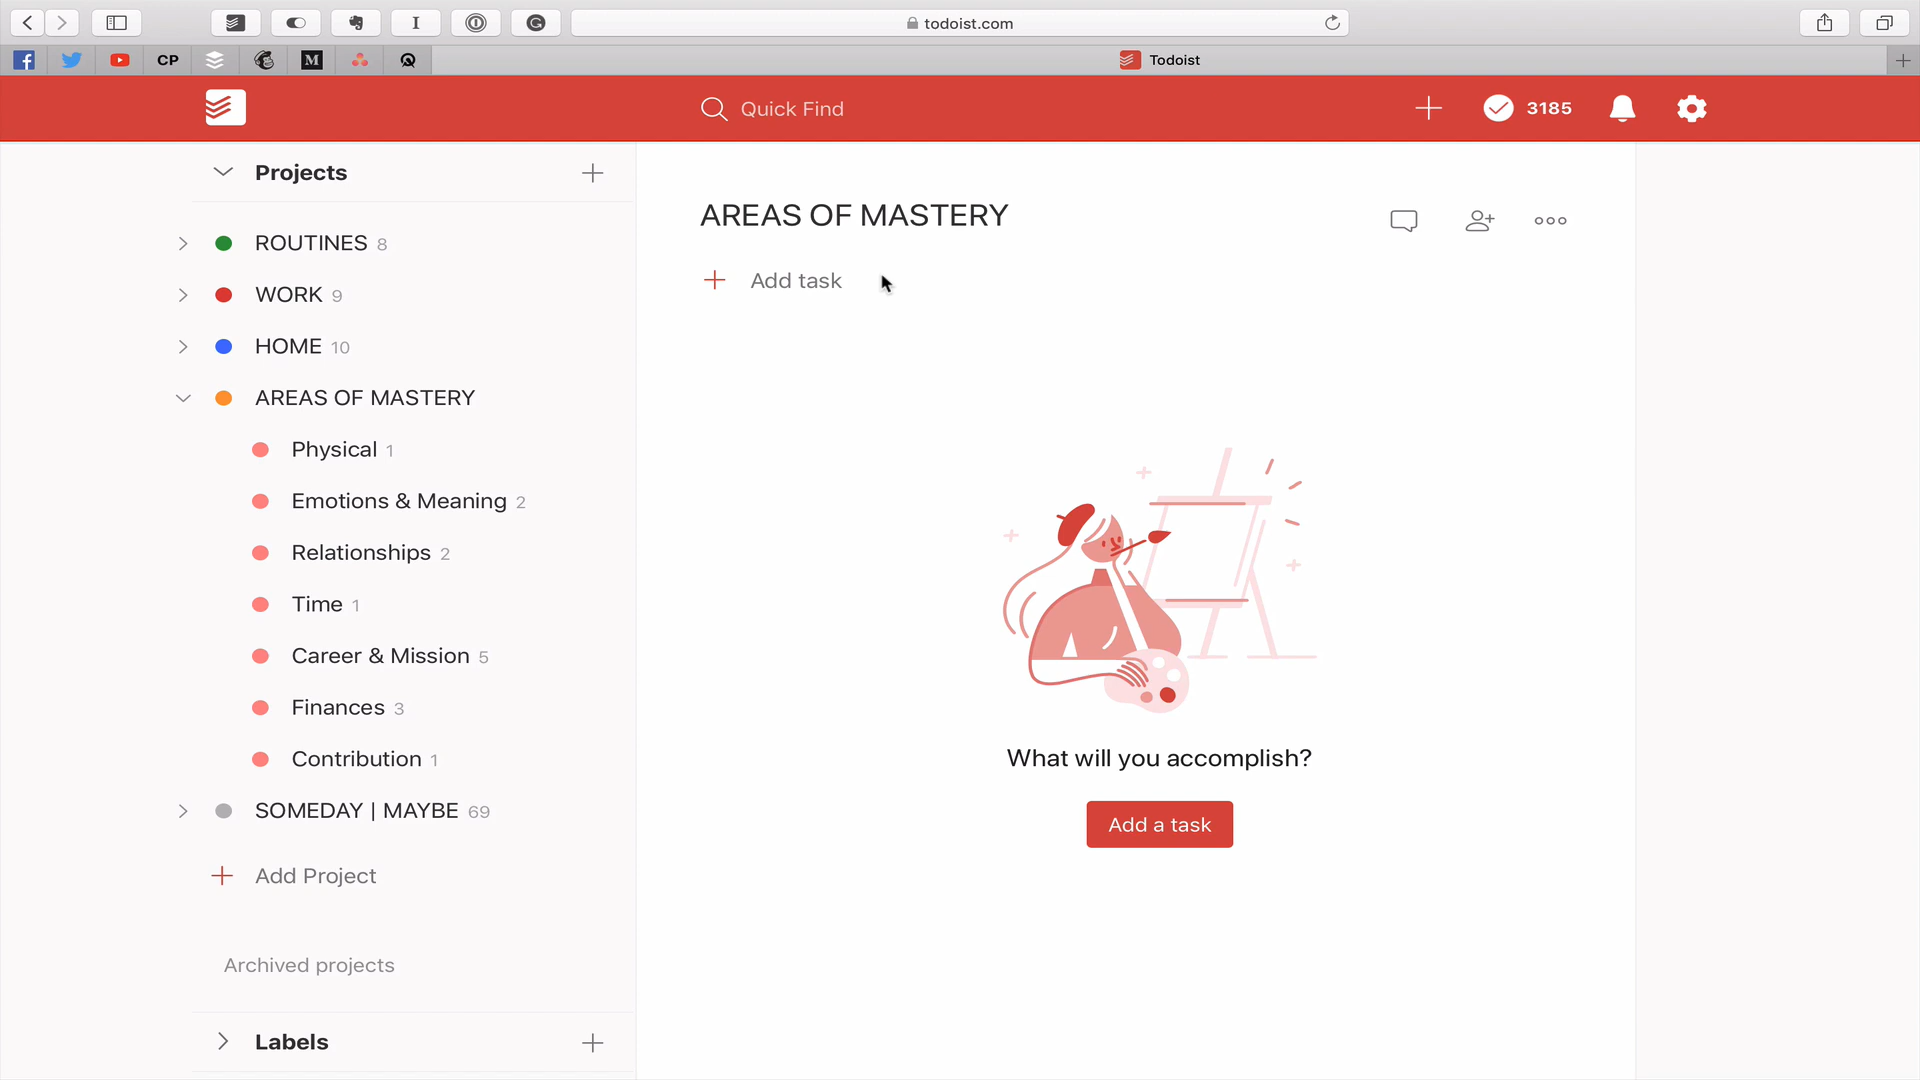 todoist.com
CP
M
Todoist
Quick Find
3185
Projects
ROUTINES 8
WORK 9
HOME 10
AREAS OF MASTERY
Physical 1
Emotions & Meaning 2
Relationships 2
Time 1
Career & Mission 5
Finances 3
Contribution 1
SOMEDAY | MAYBE 69
Add Project
Archived projects
Labels
AREAS OF MASTERY
Add task
What will you accomplish?
Add a task